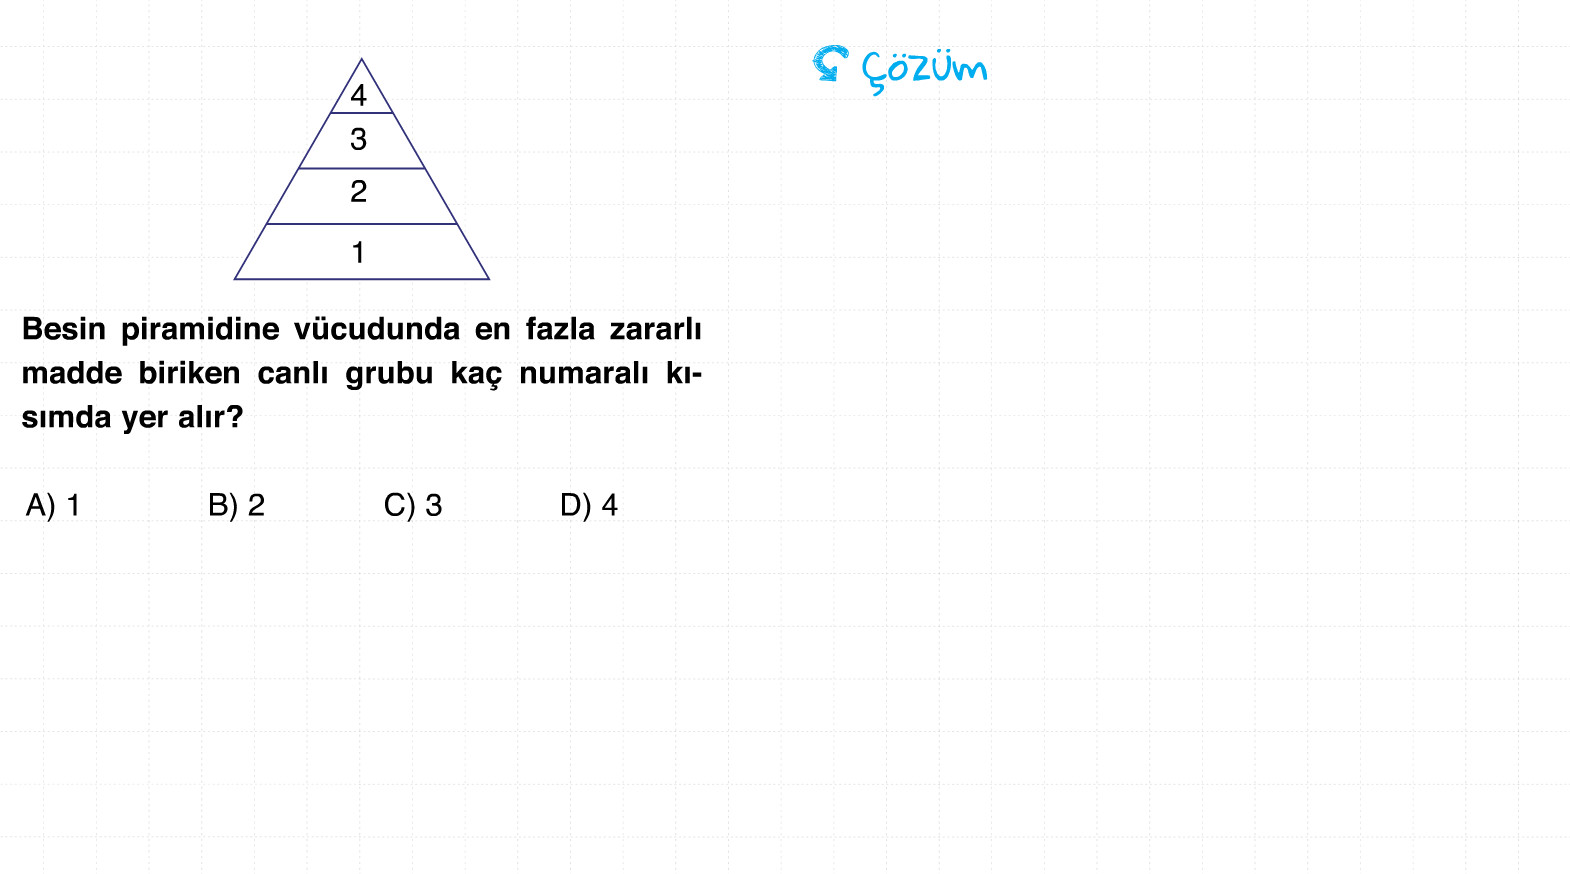 4
3
2
1
Besin piramidine vücudunda en fazla zararlı
madde biriken canlı grubu kaç numaralı kı-
sımda yer alır?
A) 1 B) 2 C) 3 D) 4
Çözüm